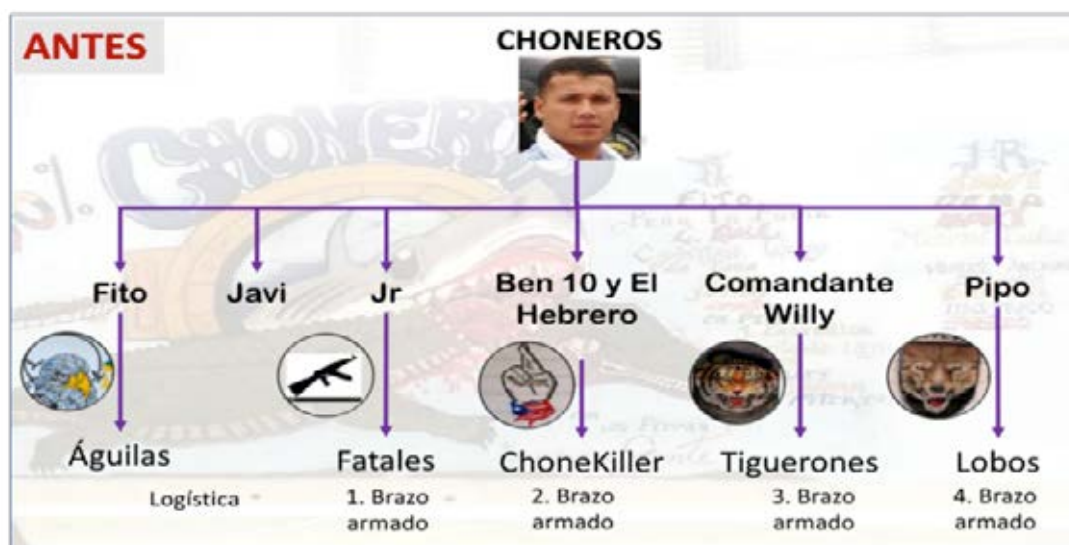 ANTES
CHONEROS
CHONEROS
Fito
Javi
Jr
Ben 10 y El
Hebrero
Comandante
Willy
Pipo
Águilas
Fatales
ChoneKiller
Tiguerones
Lobos
Logística
1. Brazo
armado
2. Brazo
armado
3. Brazo
armado
4. Brazo
armado